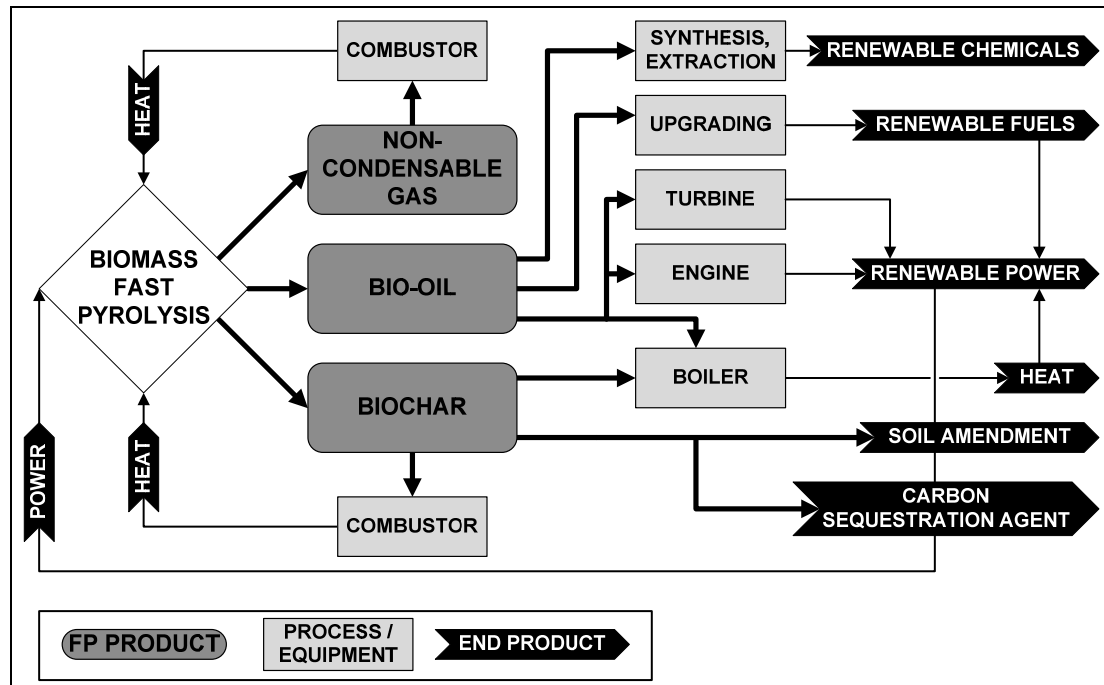 COMBUSTOR
SYNTHESIS,
EXTRACTION
RENEWABLE CHEMICALS
HEAT
NON-
CONDENSABLE
GAS
UPGRADING
RENEWABLE FUELS
TURBINE
BIOMASS
FAST
PYROLYSIS
BIO-OIL
ENGINE
RENEWABLE POWER
BIOCHAR
BOILER
HEAT
SOIL AMENDMENT
POWER
HEAT
COMBUSTOR
CARBON
SEQUESTRATION AGENT
FP PRODUCT
PROCESS /
EQUIPMENT
END PRODUCT